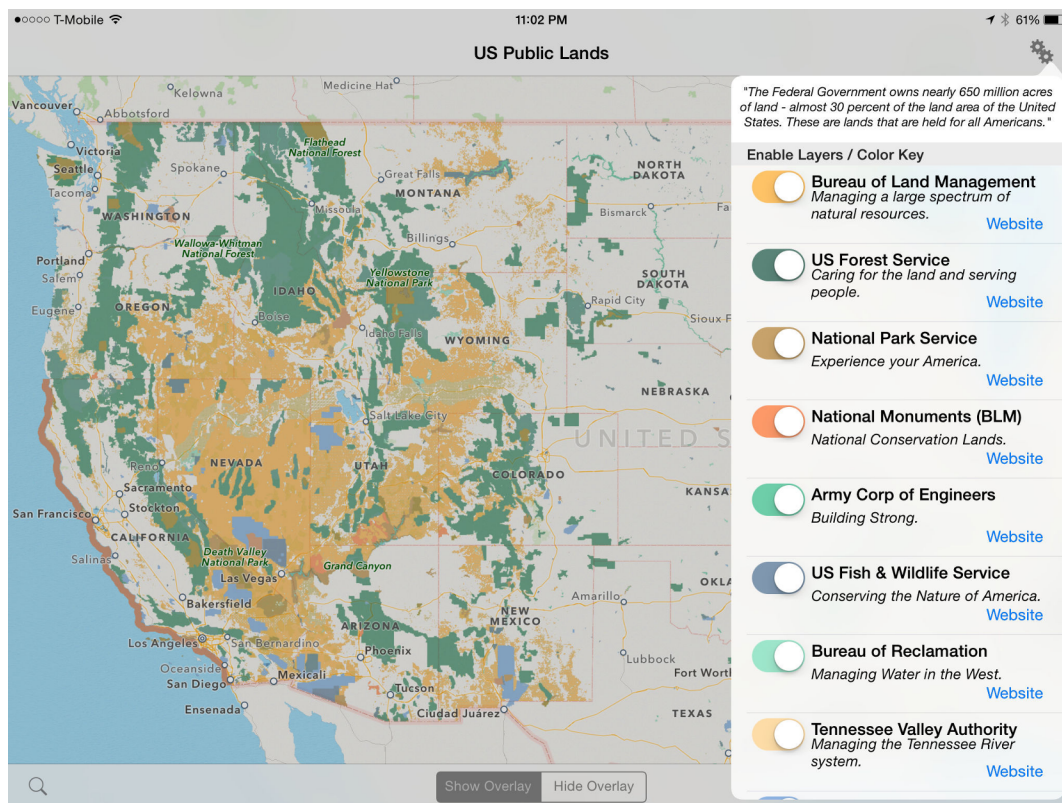 T-Mobile
11:02 PM
61%
US Public Lands
"The Federal Government owns nearly 650 million acres
of land - almost 30 percent of the land area of the United
States. These are lands that are held for all Americans."
Enable Layers / Color Key
Bureau of Land Management
Managing a large spectrum of
natural resources.
Website
US Forest Service
Caring for the land and serving
people.
Website
National Park Service
Experience your America.
Website
National Monuments (BLM)
National Conservation Lands.
Website
Army Corp of Engineers
Building Strong.
Website
US Fish & Wildlife Service
Conserving the Nature of America.
Website
Bureau of Reclamation
Managing Water in the West.
Website
Tennessee Valley Authority
Managing the Tennessee River
system.
Website
Kelowna
Medicine Hat
Vancouver
Abbotsford
Victoria
Seattle
Tacoma
Spokane
Flathead
National Forest
Great Falls
MONTANA
NORTH
DAKOTA
Bismarck
Missoula
WASHINGTON
Billings
Wallowa-Whitman
National Forest
Portland
Salem
Yellowstone
National Park
SOUTH
DAKOTA
Eugene
OREGON
IDAHO
Boise
Rapid City
Idaho Falls
WYOMING
Sioux F
NEBRASKA
Salt Lake City
UNITED S
Reno
NEVADA
UTAH
COLORADO
Sacramento
Stockton
KANSA
San Francisco
CALIFORNIA
Salinas
Death Valley
National Park
Grand Canyon
Las Vegas
Bakersfield
OKLA
Amarillo
NEW
MEXICO
ARIZONA
Los Angeles
San Bernardino
Phoenix
Lubbock
Oceanside
San Diego
Mexicali
Fort Wort
Tucson
Ensenada
Ciudad Juárez
TEXAS
Show Overlay
Hide Overlay